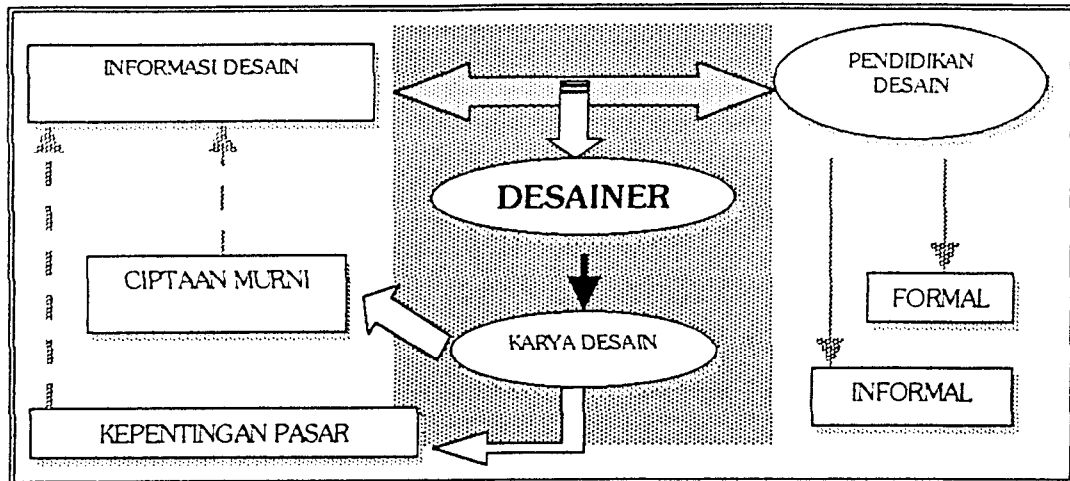 INFORMASI DESAIN
PENDIDIKAN
DESAIN
DESAINER
CIPTAAN MURNI
FORMAL
KARYA DESAIN
INFORMAL
KEPENTINGAN PASAR